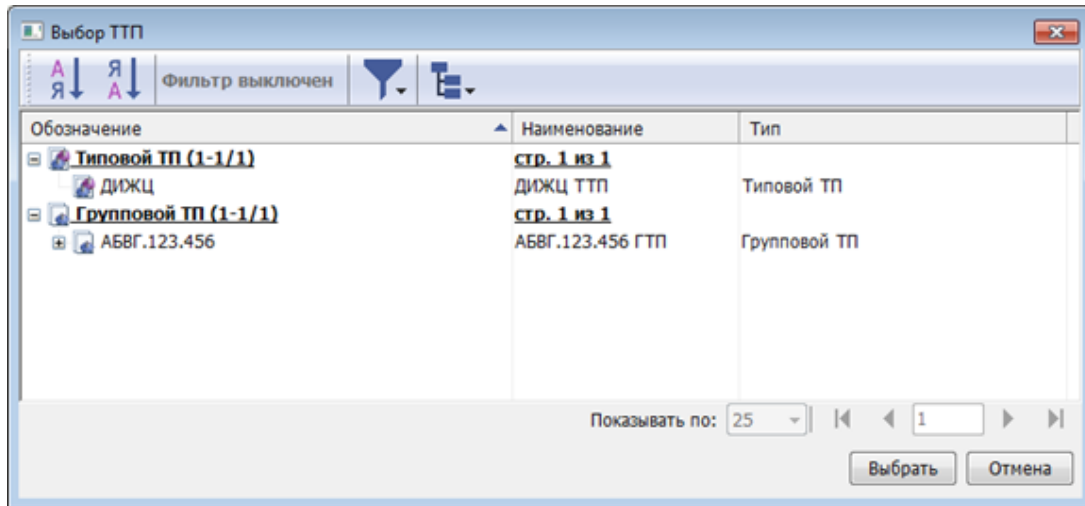 Выбор ТТП
А Я Я А Фильтр выключен
Обозначение Наименование Тип
Типовой ТП (1-1/1) стр. 1 из 1
ДИЖЦ ДИЖЦ ТТП Типовой ТП
Групповой ТП (1-1/1) стр. 1 из 1
АБВГ.123.456 АБВГ.123.456 ГТП Групповой ТП
Показывать по: 25 1
Выбрать Отмена